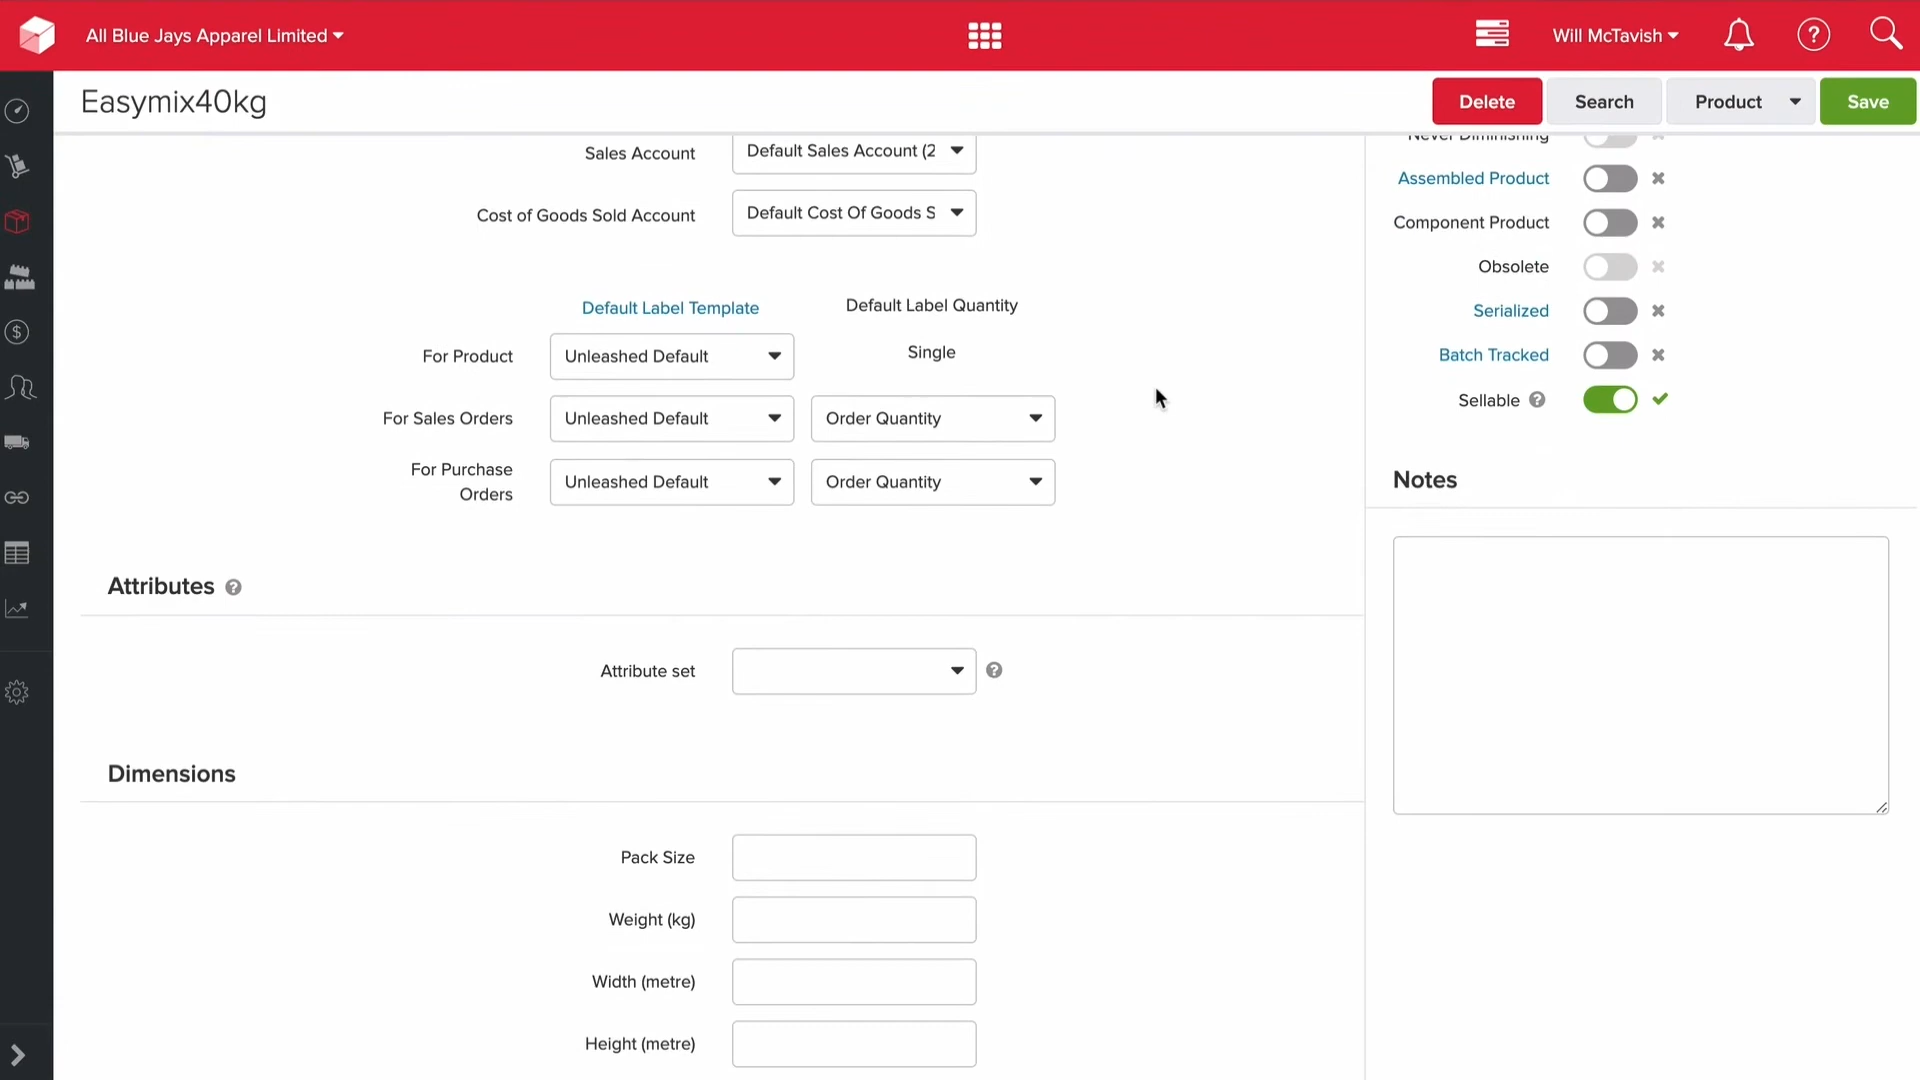 All Blue Jays Apparel Limited
Will McTavish
Easymix40kg
Delete
Search
Product
Save
Sales Account
Default Sales Account (2
Cost of Goods Sold Account
Default Cost Of Goods S
Default Label Template
Default Label Quantity
For Product
Unleashed Default
Single
For Sales Orders
Unleashed Default
Order Quantity
For Purchase
Orders
Unleashed Default
Order Quantity
Attributes
Attribute set
Dimensions
Pack Size
Weight (kg)
Width (metre)
Height (metre)
Never Diminishing
Assembled Product
Component Product
Obsolete
Serialized
Batch Tracked
Sellable
Notes